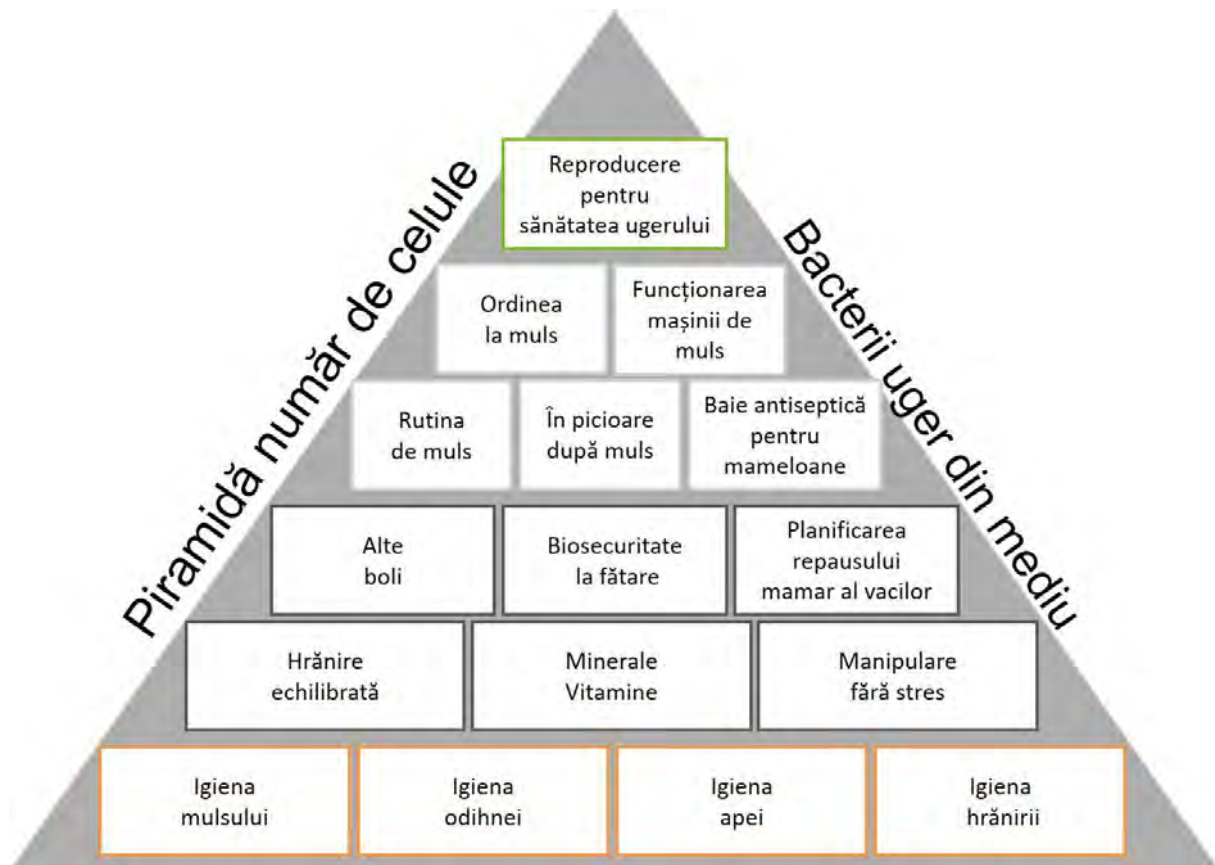 Piramidă număr de celule
Bacterii uger din mediu
Reproducere
pentru
sănătatea ugerului
Ordinea
la muls
Funcționarea
mașinii de
muls
Rutina
de muls
În picioare
după muls
Baie antiseptică
pentru
mameloane
Alte
boli
Biosecuritate
la fătare
Planificarea
repausului
mamar al vacilor
Hrănire
echilibrată
Minerale
Vitamine
Manipulare
fără stres
Igiena
mulsului
Igiena
odihnei
Igiena
apei
Igiena
hrănirii